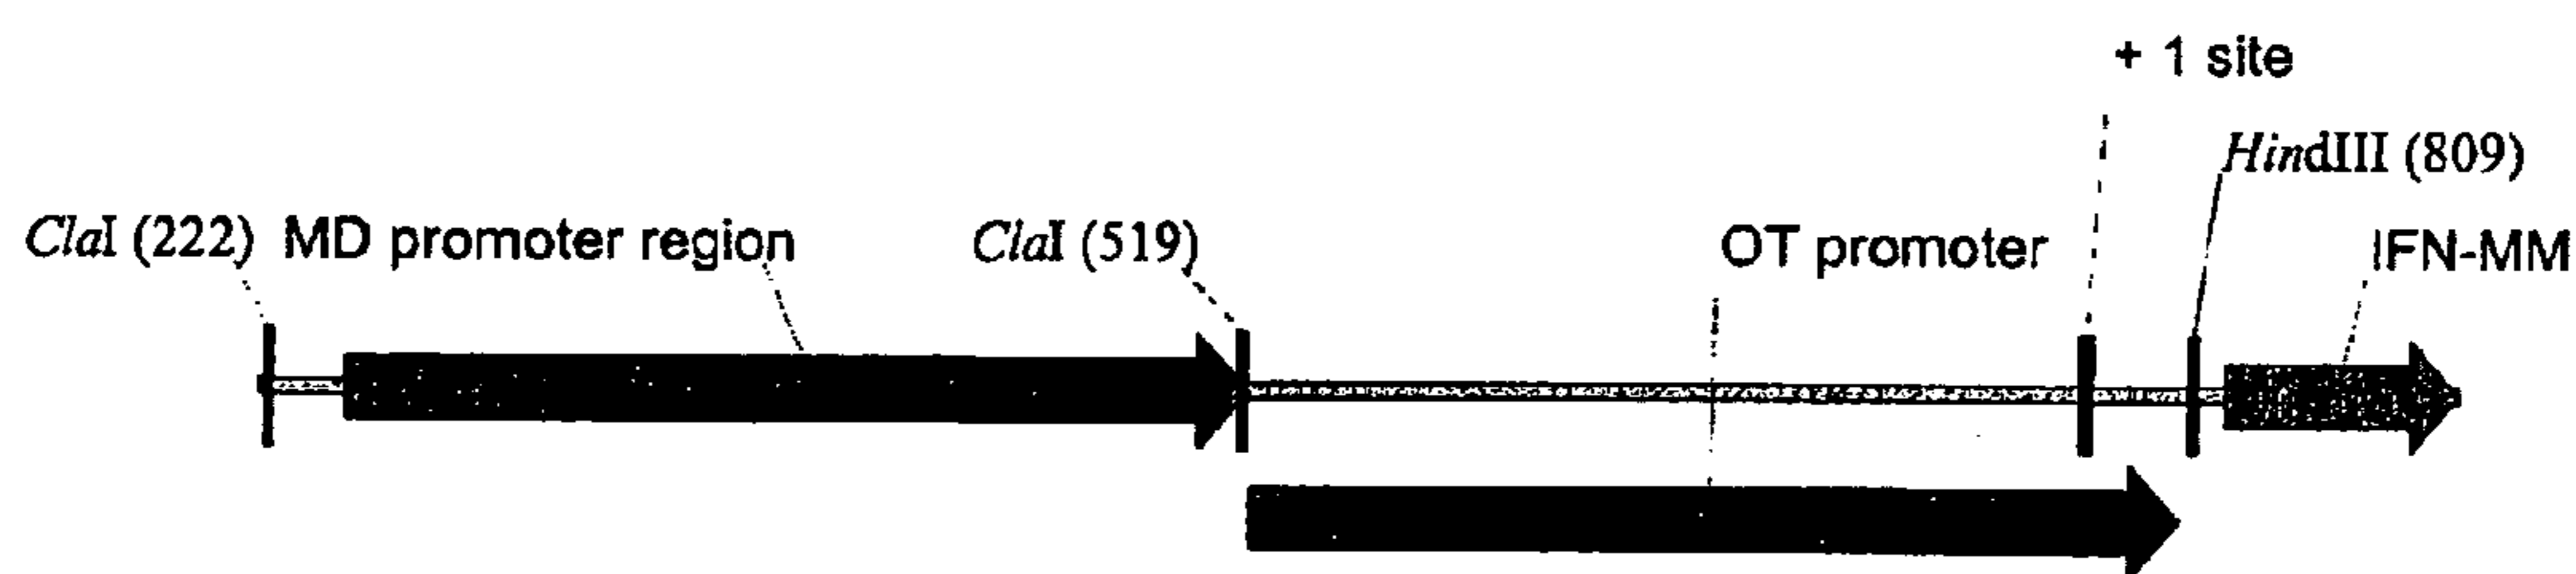 + 1 site
HindIII (809)
ClaI (222) MD promoter region ClaI (519) OT promoter IFN-MM